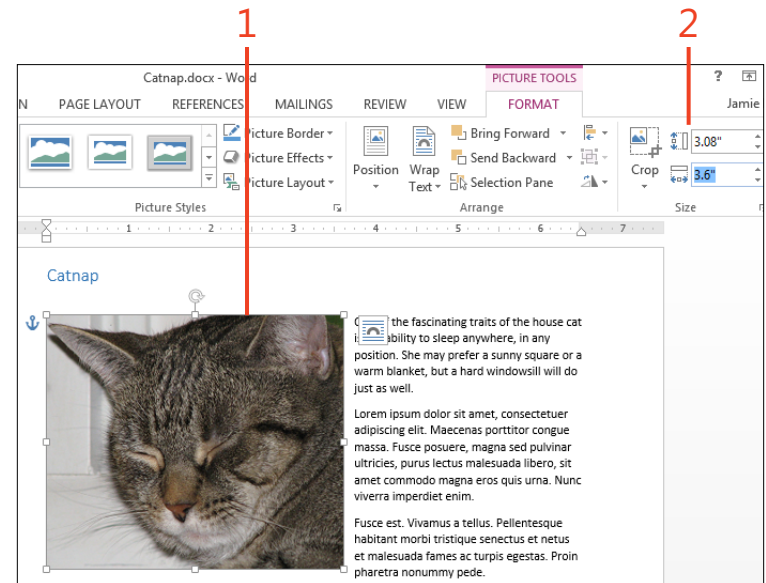 1 2
Catnap.docx - Word PICTURE TOOLS ?
N PAGE LAYOUT REFERENCES MAILINGS REVIEW VIEW FORMAT Jamie
Picture Border Bring Forward 3.08"
Picture Effects Position Wrap Text Send Backward Crop 3.6"
Picture Layout Selection Pane
Picture Styles Arrange Size
1 2 3 4 5 6 7
Catnap
the fascinating traits of the house cat
ability to sleep anywhere, in any
position. She may prefer a sunny square or a
warm blanket, but a hard windowsill will do
just as well.
Lorem ipsum dolor sit amet, consectetuer
adipiscing elit. Maecenas porttitor congue
massa. Fusce posuere, magna sed pulvinar
ultricies, purus lectus malesuada libero, sit
amet commodo magna eros quis urna. Nunc
viverra imperdiet enim.
Fusce est. Vivamus a tellus. Pellentesque
habitant morbi tristique senectus et netus
et malesuada fames ac turpis egestas. Proin
pharetra nonummy pede.